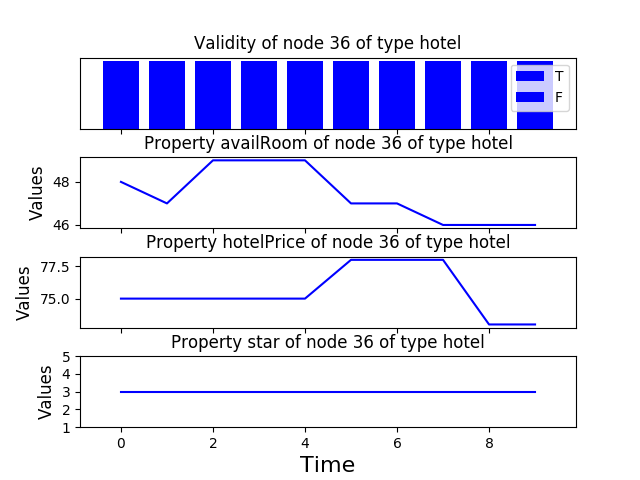 Validity of node 36 of type hotel
T
F
Property availRoom of node 36 of type hotel
48
46
Values
Property hotelPrice of node 36 of type hotel
77.5
75.0
Values
Property star of node 36 of type hotel
5
4
3
2
1
Values
0 2 4 6 8
Time